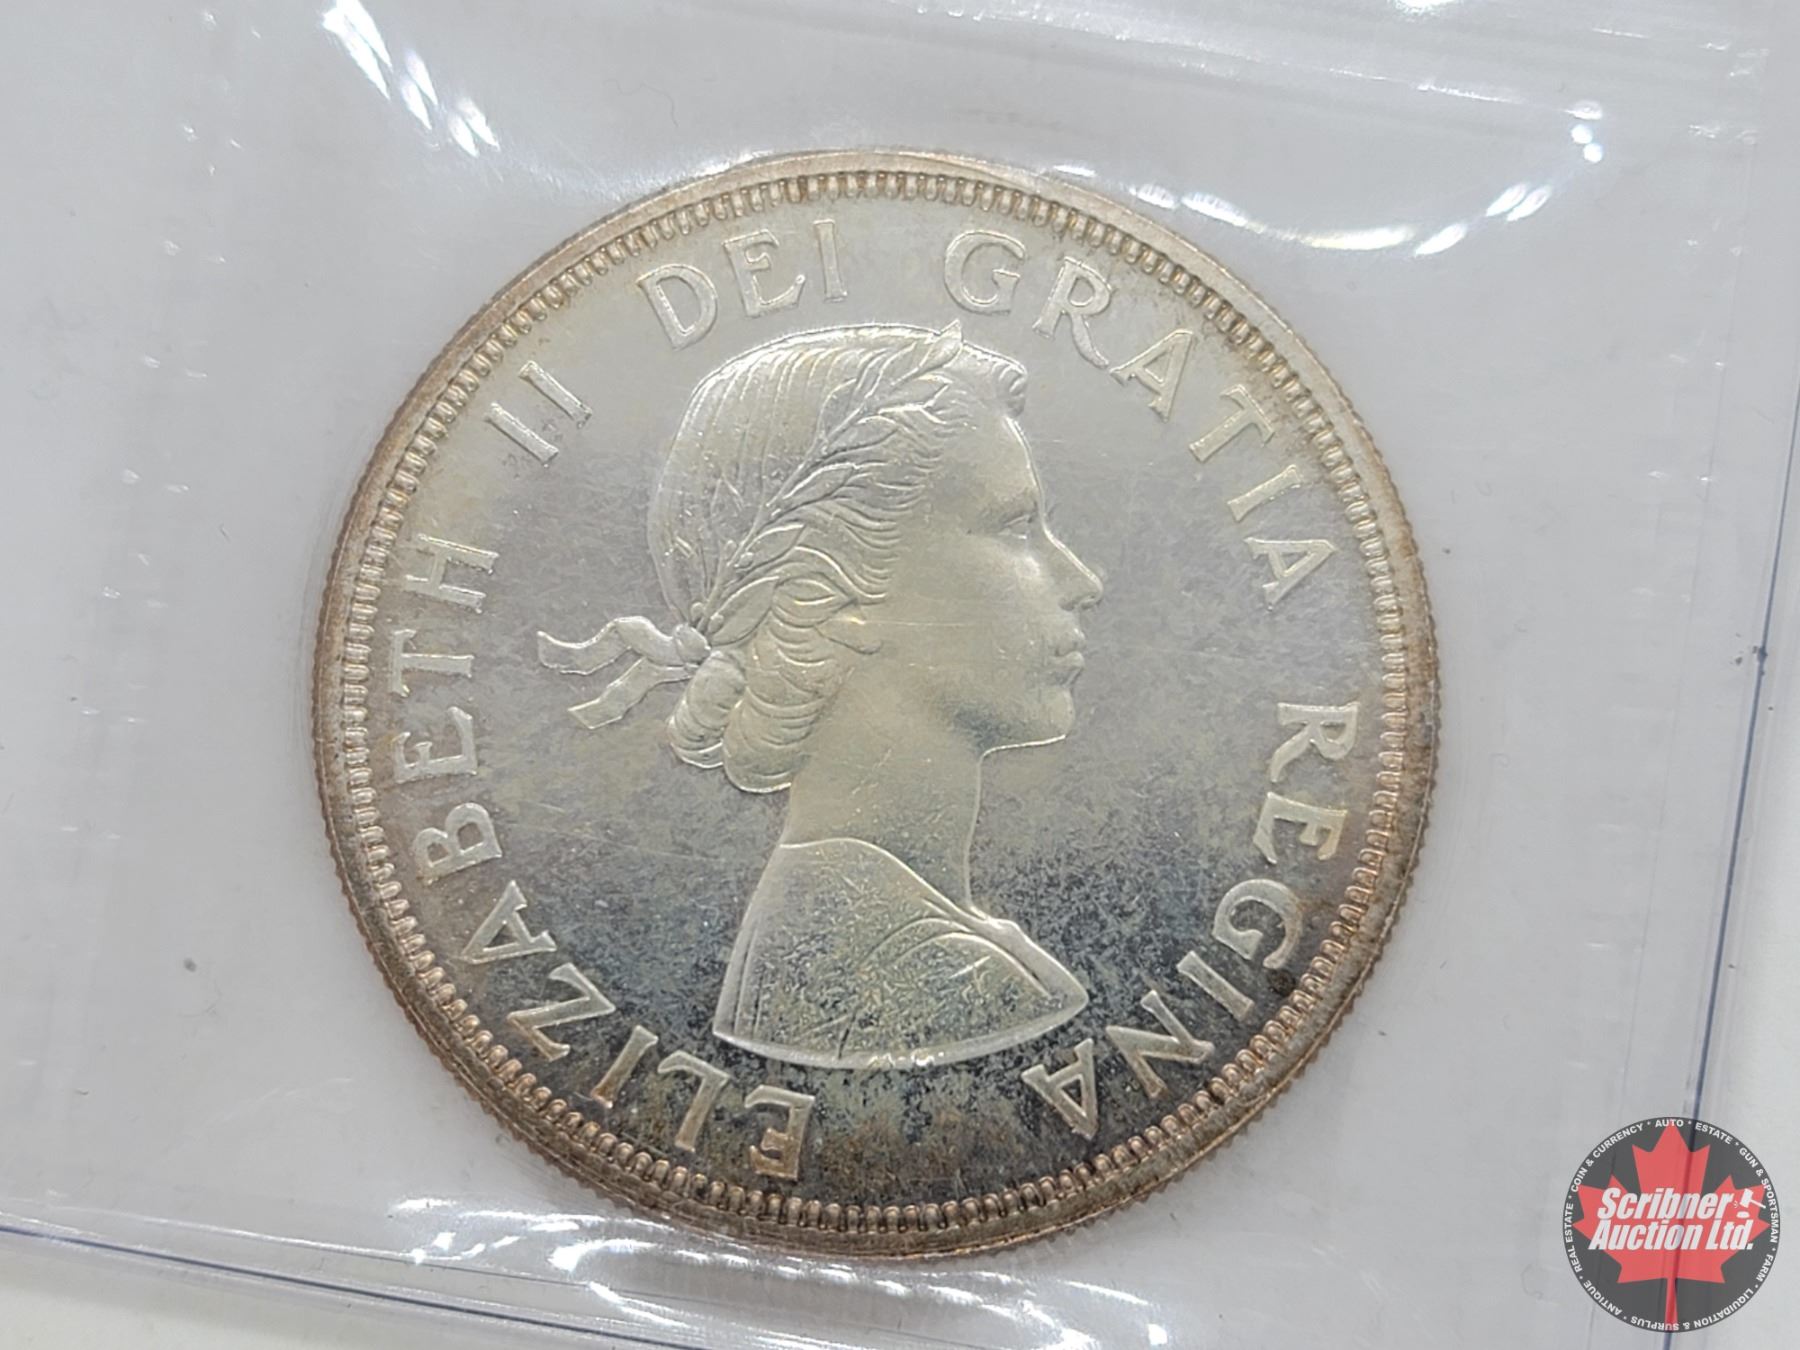 ELIZABETH II DEI GRATIA REGINA
Scribner
Auction Ltd.
COIN & CURRENCY * AUTO * ESTATE * GUN & SPORTSMAN * FARM * LIQUIDATION & SURPLUS * ANTIQUE * REAL ESTATE *